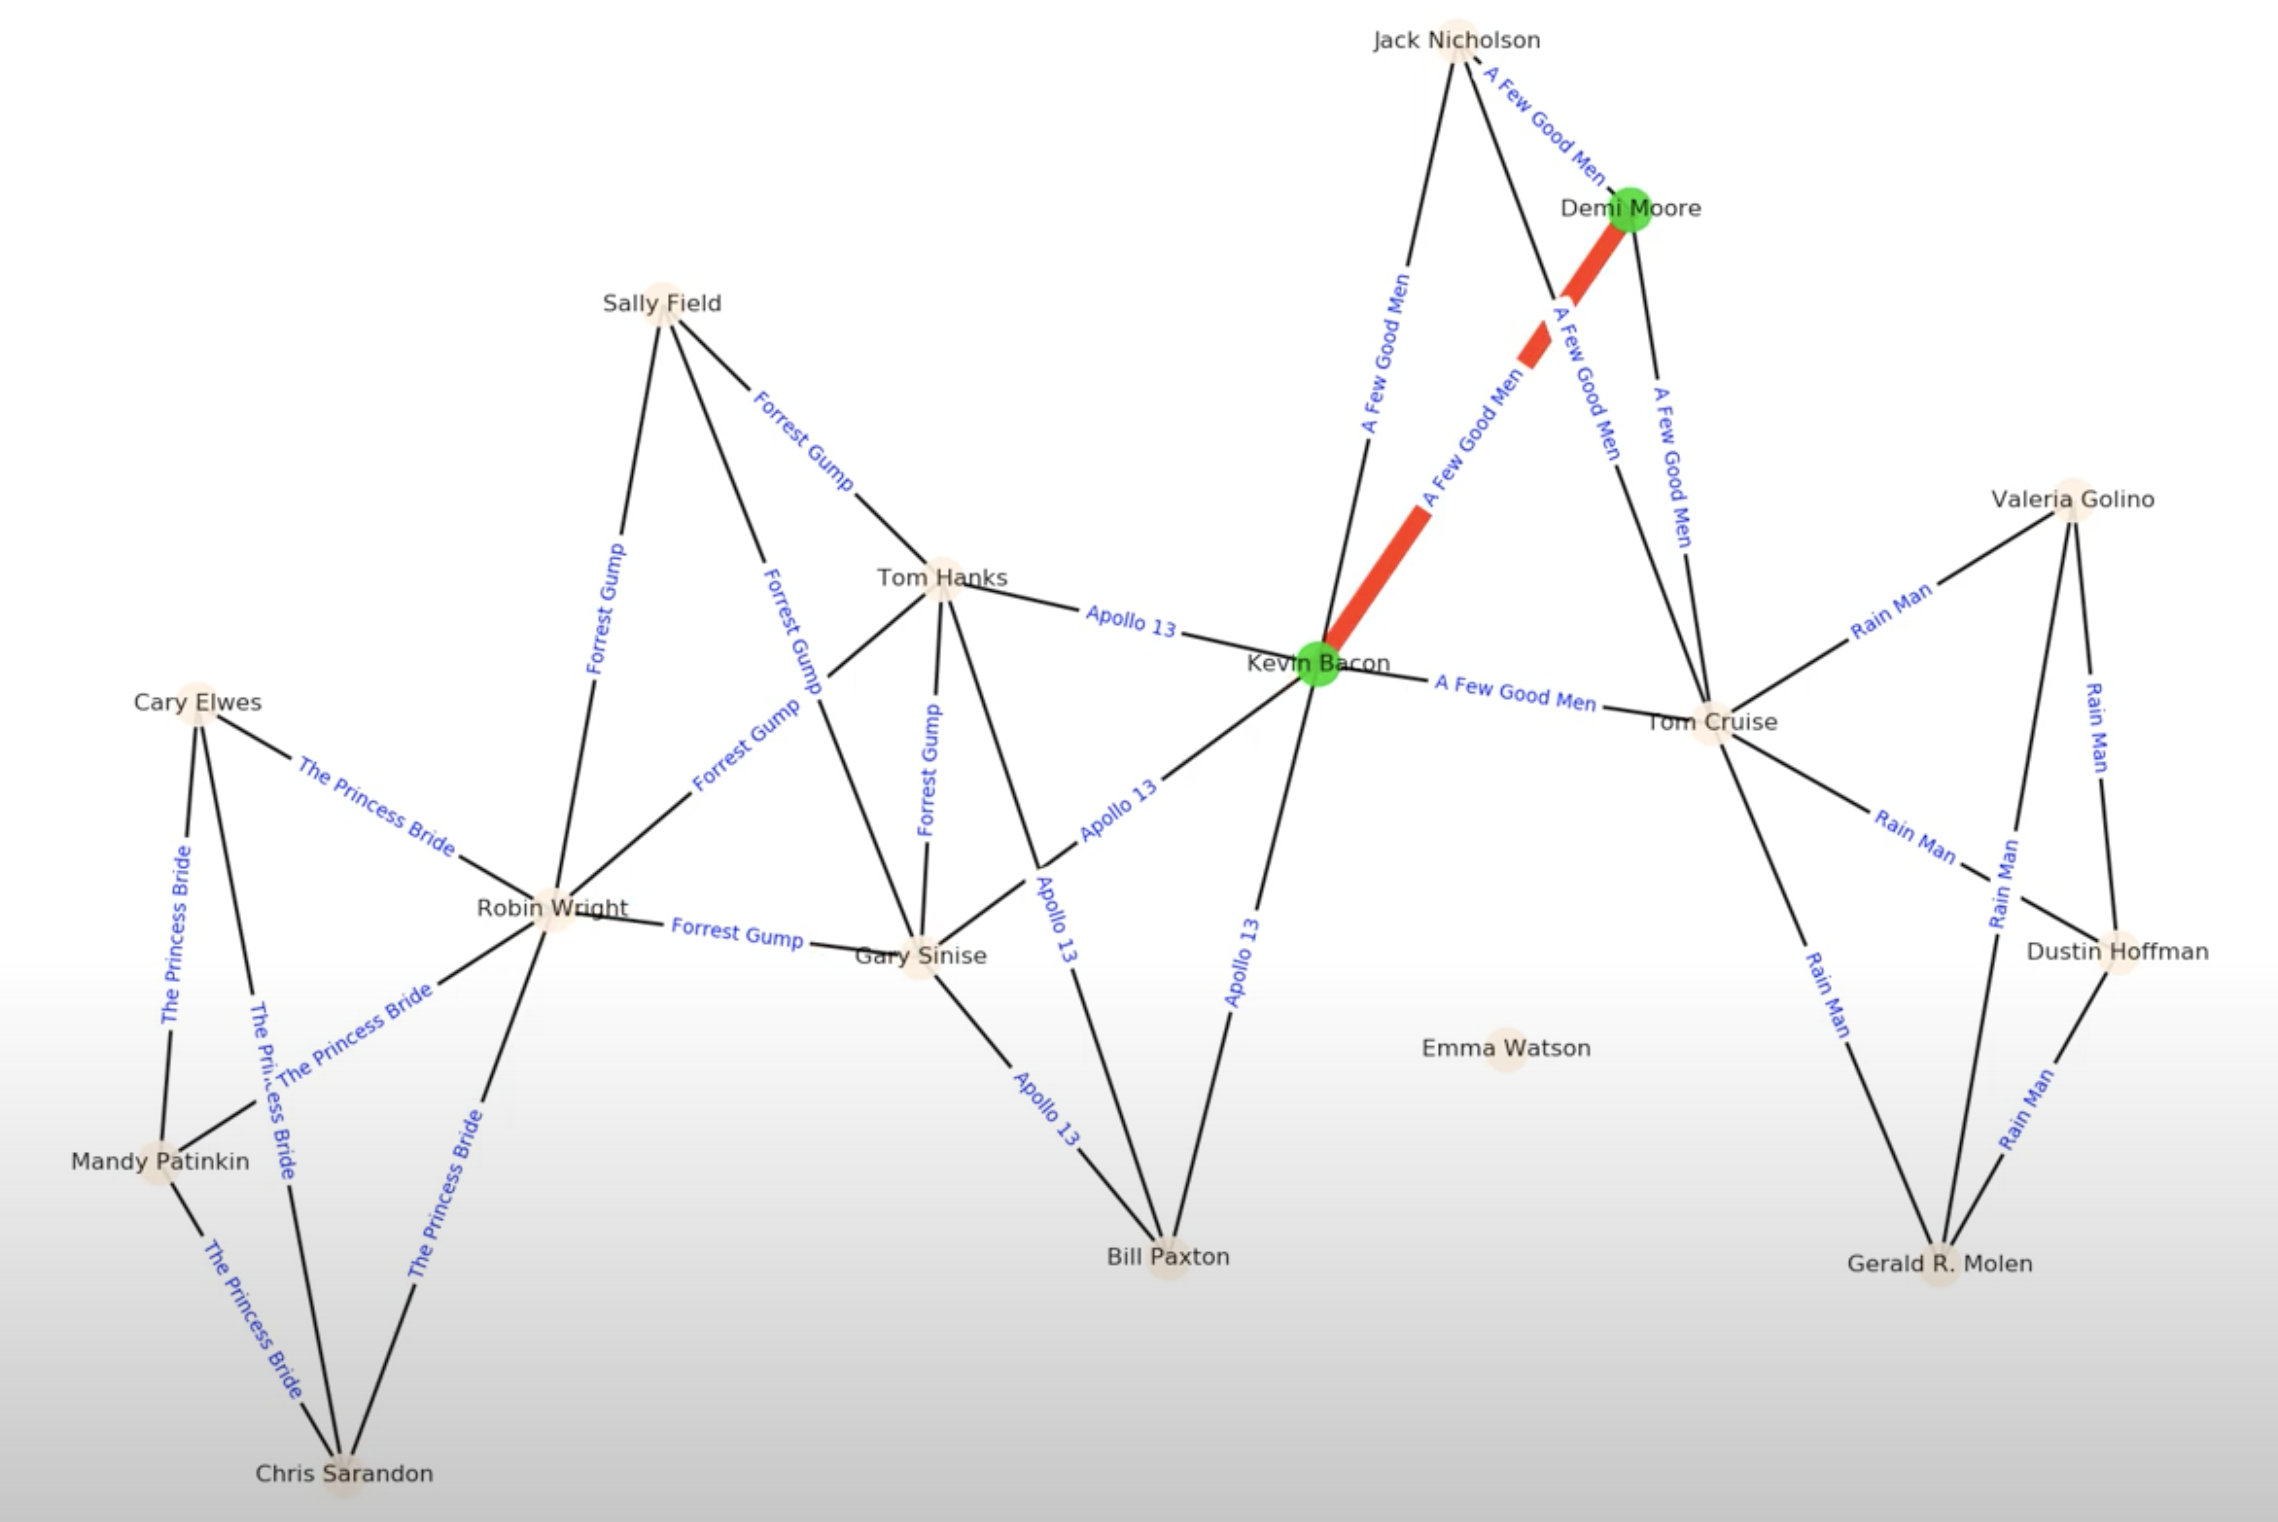 Jack Nicholson
A Few Good Men
Demi Moore
Sally Field
A Few Good Men
A Few Good Men
A Few Good Men
A Few Good Men
Forrest Gump
Valeria Golino
Forrest Gump
Forrest Gump
Tom Hanks
Apollo 13
Rain Man
Kevin Bacon
A Few Good Men
Cary Elwes
Tom Cruise
Rain Man
Forrest Gump
Forrest Gump
The Princess Bride
Apollo 13
Rain Man
Rain Man
Robin Wright
Forrest Gump
The Princess Bride
Gary Sinise
Apollo 13
Apollo 13
Dustin Hoffman
Rain Man
The Princess Bride
The Princess Bride
Emma Watson
Apollo 13
Rain Man
Mandy Patinkin
The Princess Bride
Bill Paxton
Gerald R. Molen
The Princess Bride
Chris Sarandon